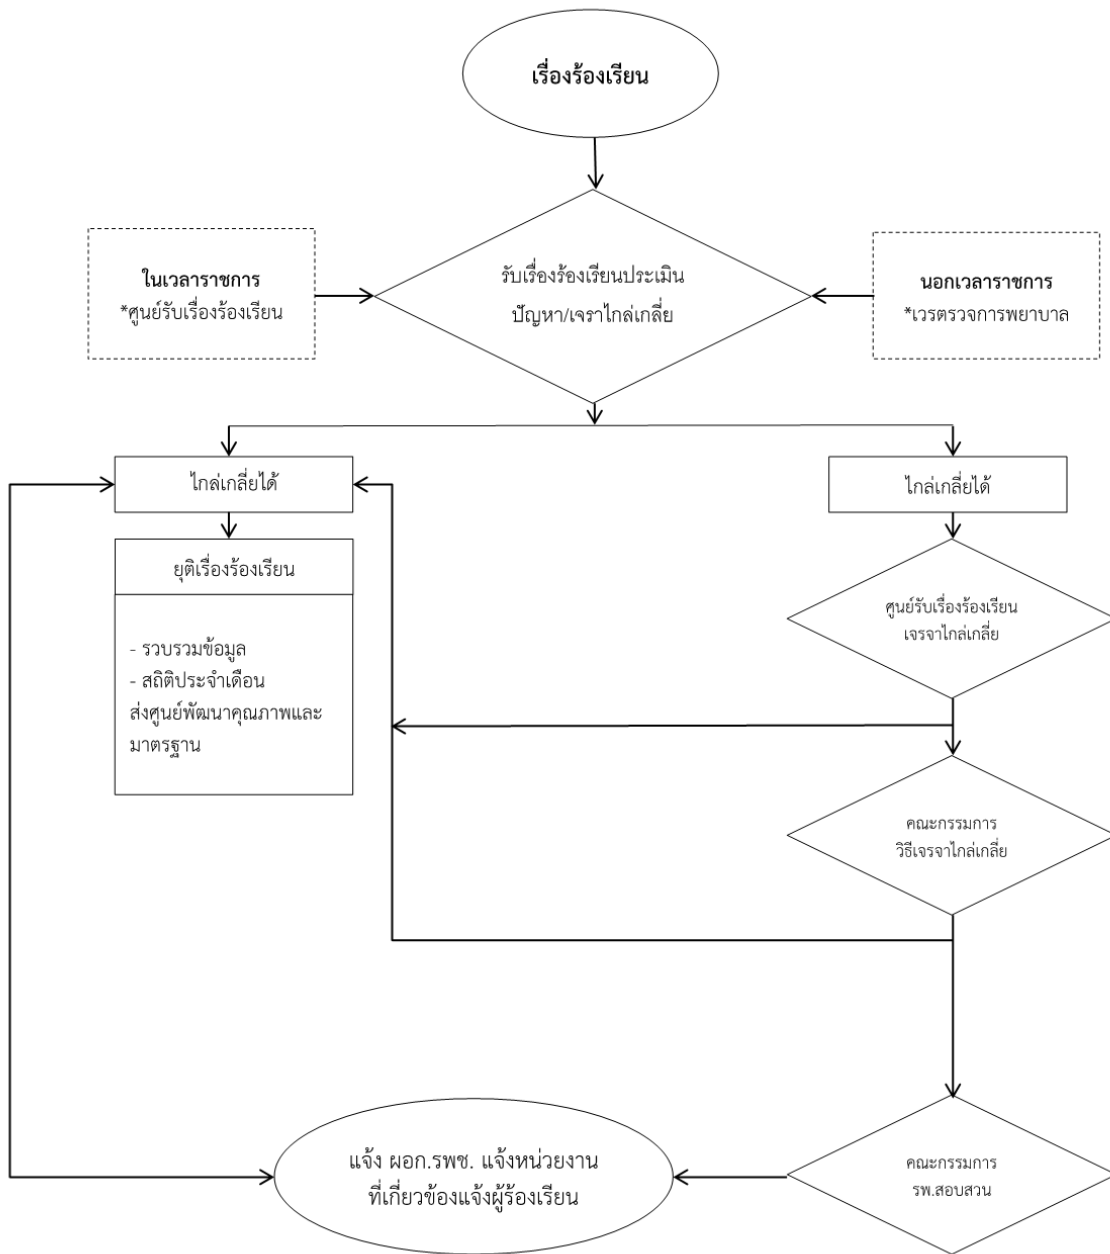 เรื่องร้องเรียน
ในเวลาราชการ
*ศูนย์รับเรื่องร้องเรียน
รับเรื่องร้องเรียนประเมิน
ปัญหา/เจราไกล่เกลี่ย
นอกเวลาราชการ
*เวรตรวจการพยาบาล
ไกล่เกลี่ยได้
ไกล่เกลี่ยได้
ยุติเรื่องร้องเรียน
- รวบรวมข้อมูล
- สถิติประจำเดือน
ส่งศูนย์พัฒนาคุณภาพและ
มาตรฐาน
ศูนย์รับเรื่องร้องเรียน
เจรจาไกล่เกลี่ย
คณะกรรมการ
วิธีเจรจาไกล่เกลี่ย
แจ้ง ผอก.รพช. แจ้งหน่วยงาน
ที่เกี่ยวข้องแจ้งผู้ร้องเรียน
คณะกรรมการ
รพ.สอบสวน